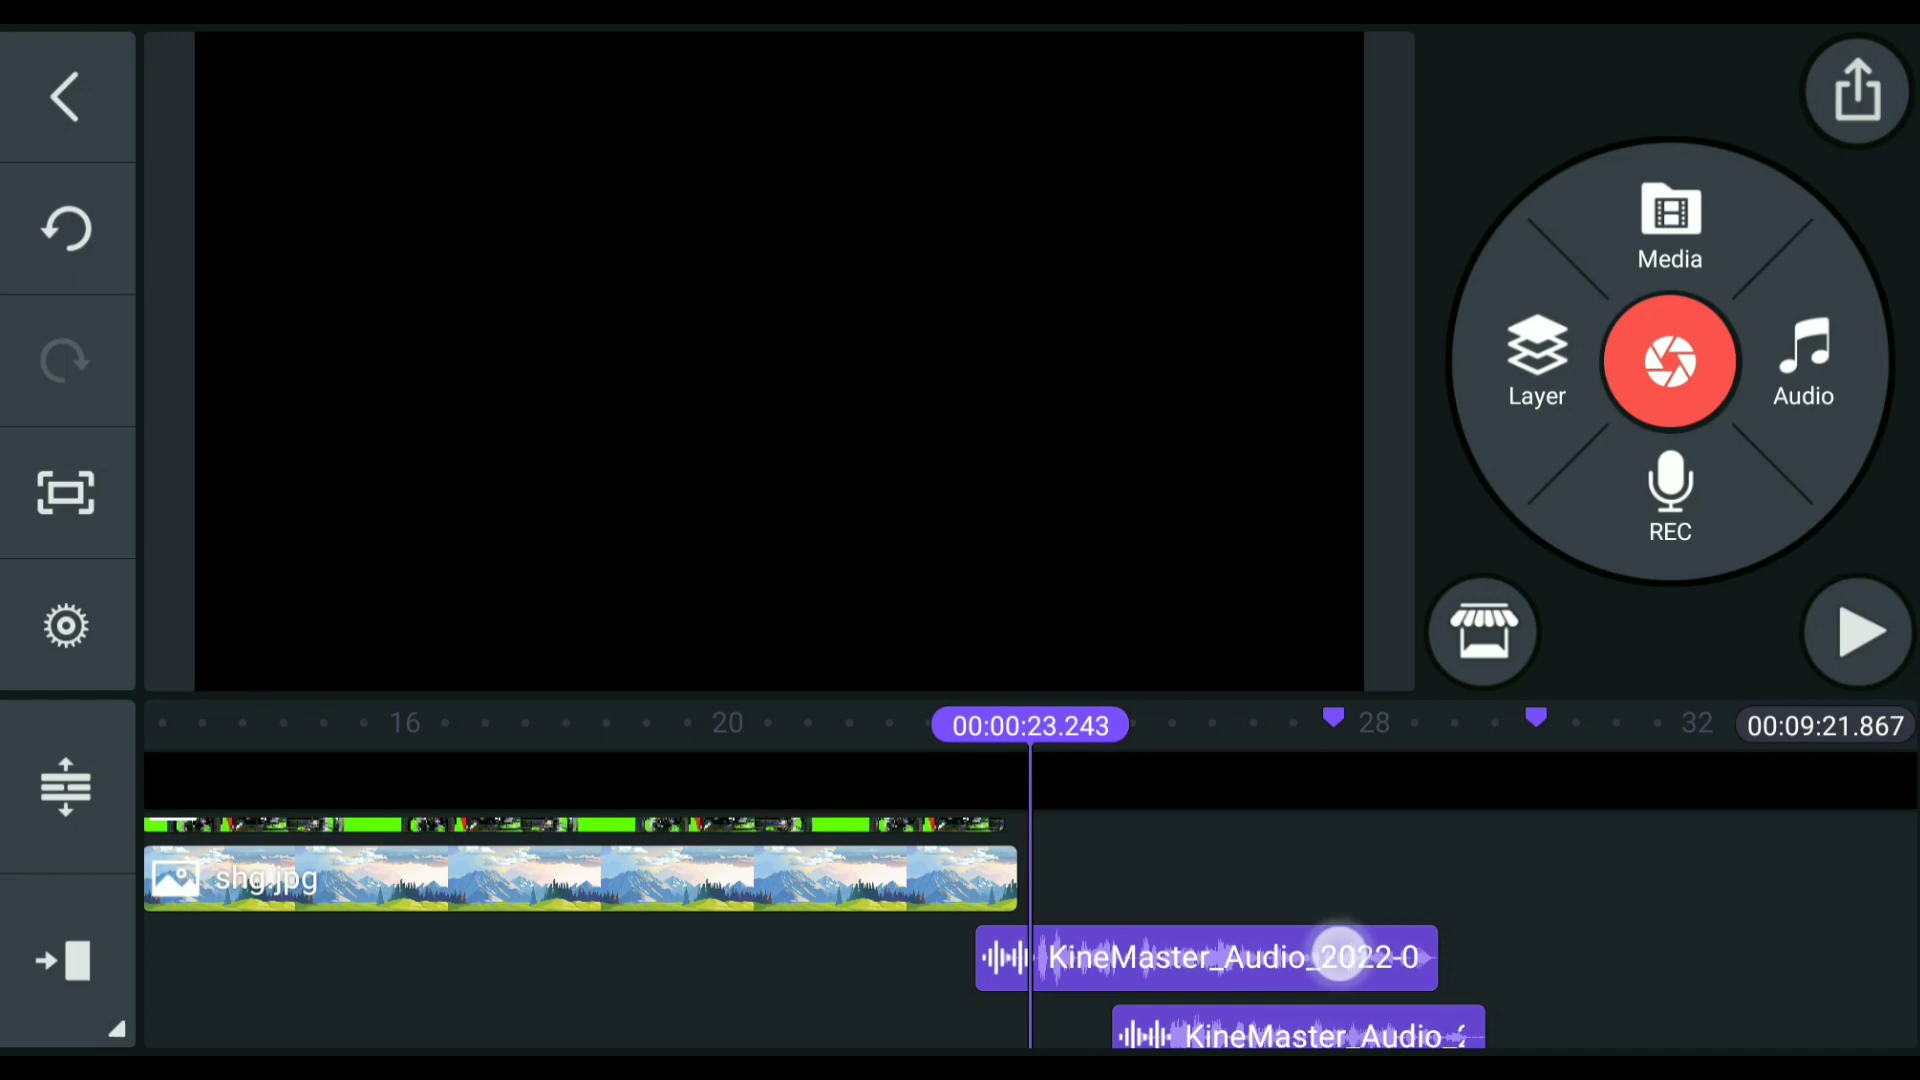 Media
Layer
Audio
REC
16
20
00:00:23.243
28
32
00:09:21.867
shg.jpg
KineMaster_Audio_2022-0
KineMaster_Audio_2